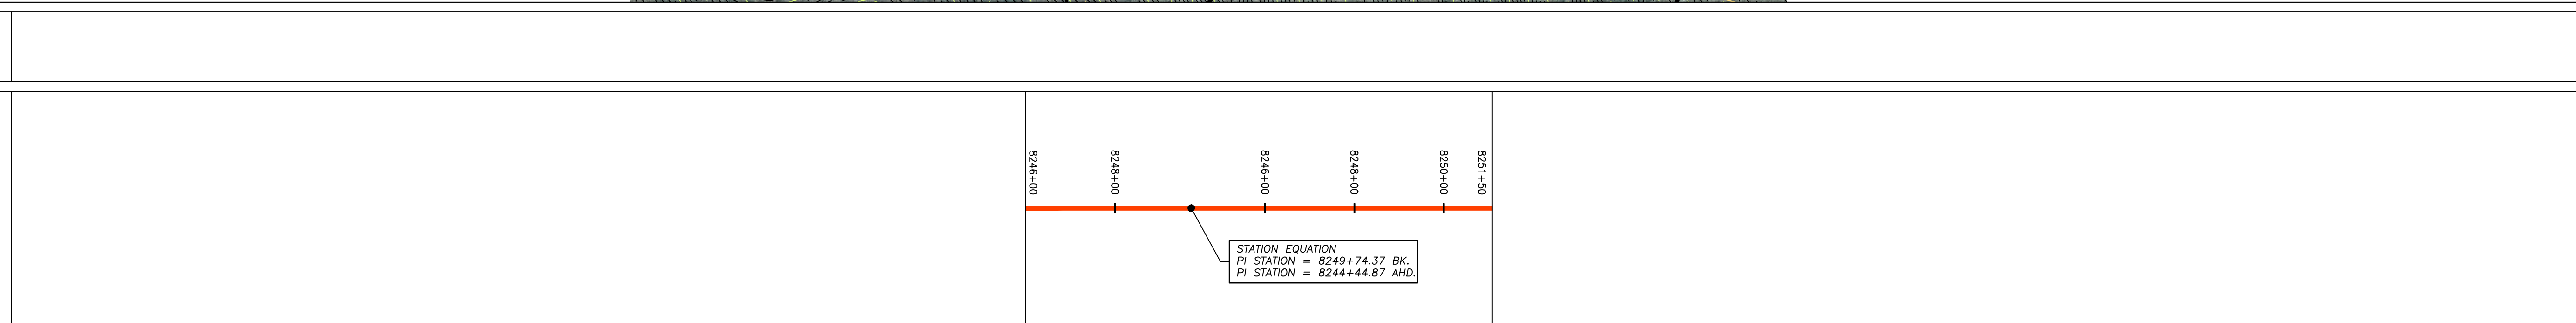 8246+00
8248+00
8246+00
8248+00
8250+00
8251+50
STATION EQUATION
PI STATION = 8249+74.37 BK.
PI STATION = 8244+44.87 AHD.